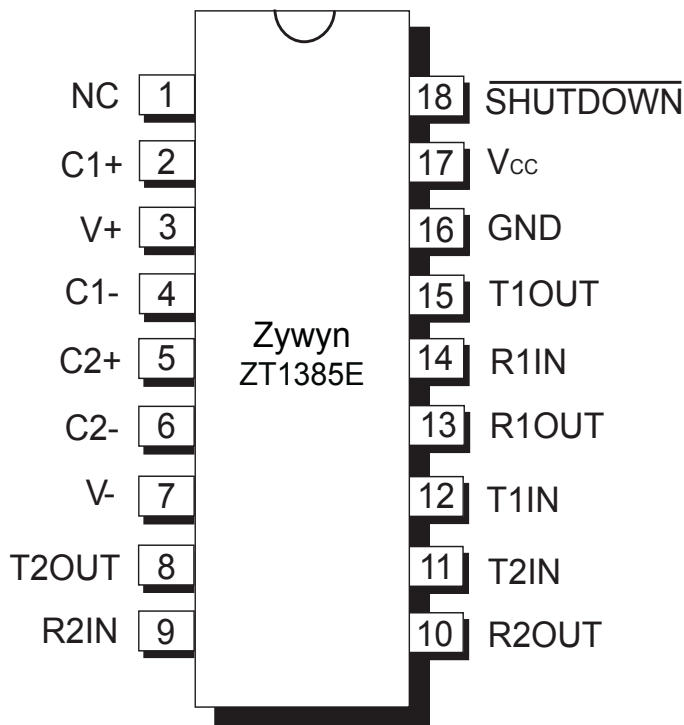 NC 1
C1+ 2
V+ 3
C1- 4
C2+ 5
C2- 6
V- 7
T2OUT 8
R2IN 9
Zywyn
ZT1385E
18 SHUTDOWN
17 Vcc
16 GND
15 T1OUT
14 R1IN
13 R1OUT
12 T1IN
11 T2IN
10 R2OUT